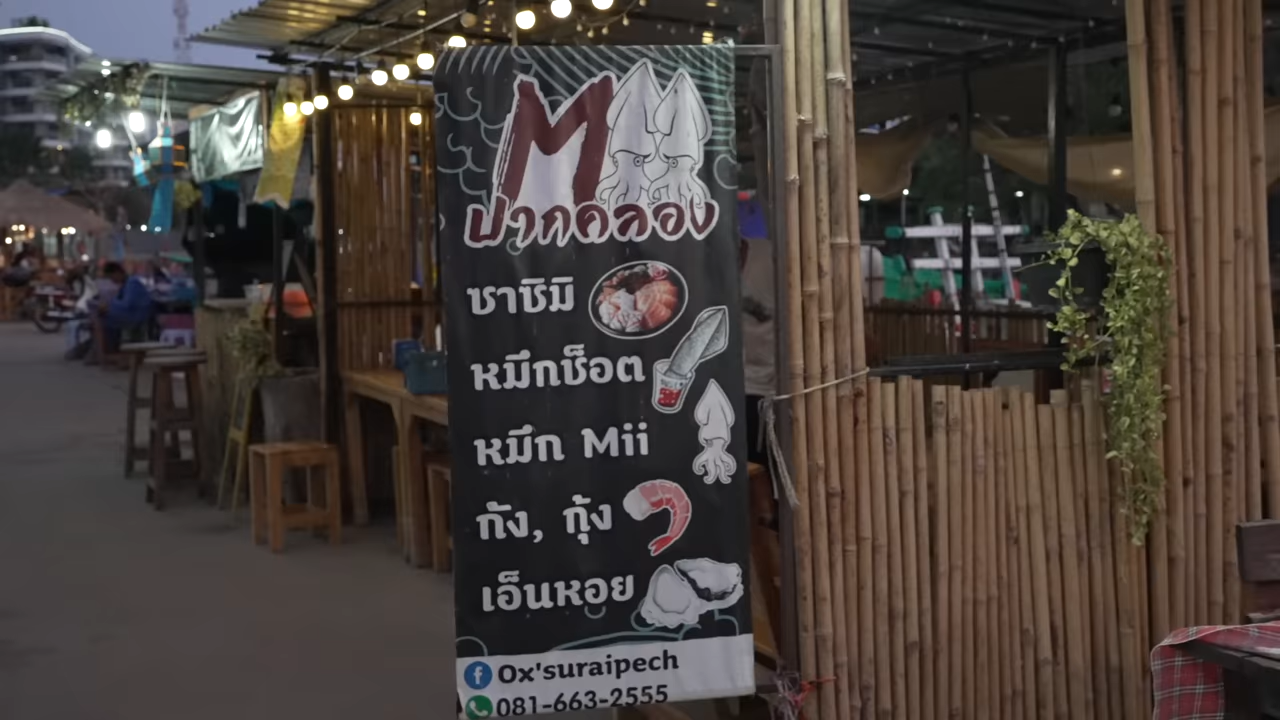 M
ปากคลอง
ซาซิมิ
หมึกช็อต
หมึก Mii
กัง, กุ้ง
เอ็นหอย
Ox'suraipech
081-663-2555